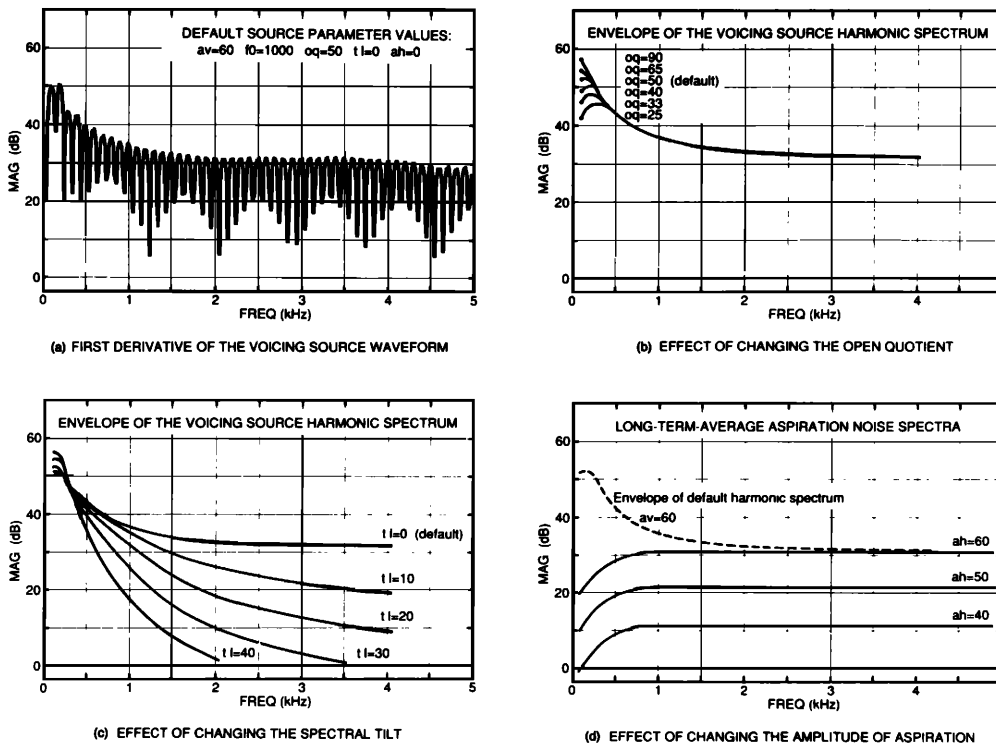 DEFAULT SOURCE PARAMETER VALUES:
av=60 f0=1000 oq=50 tl=0 ah=0
60
40
20
0
MAG (dB)
0 1 2 3 4 5
FREQ (kHz)
(a) FIRST DERIVATIVE OF THE VOICING SOURCE WAVEFORM
ENVELOPE OF THE VOICING SOURCE HARMONIC SPECTRUM
oq=90
oq=65
oq=50 (default)
oq=40
oq=33
oq=25
60
40
20
0
MAG (dB)
0 1 2 3 4
FREQ (kHz)
(b) EFFECT OF CHANGING THE OPEN QUOTIENT
ENVELOPE OF THE VOICING SOURCE HARMONIC SPECTRUM
60
40
20
0
MAG (dB)
tl=0 (default)
tl=10
tl=20
tl=30
tl=40
0 1 2 3 4 5
FREQ (kHz)
(c) EFFECT OF CHANGING THE SPECTRAL TILT
LONG-TERM-AVERAGE ASPIRATION NOISE SPECTRA
60
40
20
0
MAG (dB)
Envelope of default harmonic spectrum
av=60
ah=60
ah=50
ah=40
0 1 2 3 4
FREQ (kHz)
(d) EFFECT OF CHANGING THE AMPLITUDE OF ASPIRATION